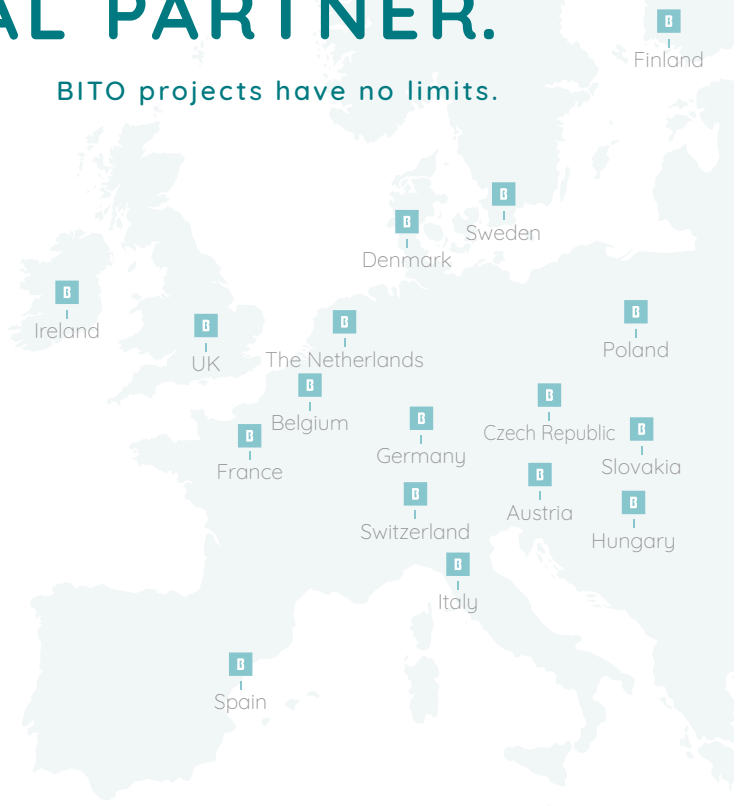 AL PARTNER.
BITO projects have no limits.
Finland
Sweden
Denmark
Ireland
UK
The Netherlands
Poland
Belgium
Czech Republic
France
Germany
Slovakia
Austria
Switzerland
Hungary
Italy
Spain